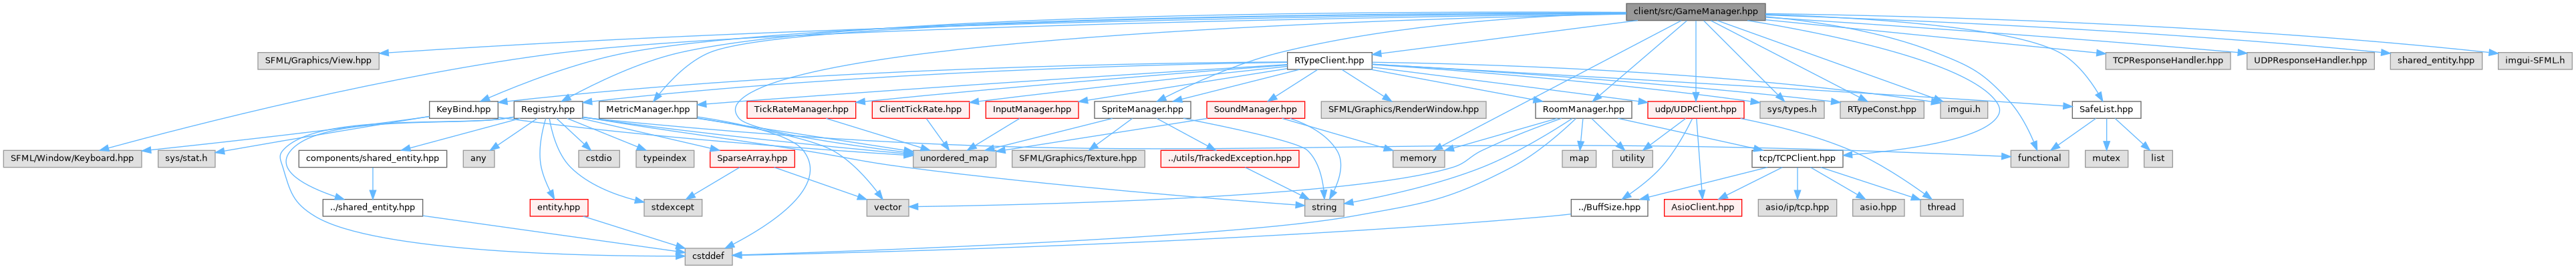 client/src/GameManager.hpp
SFML/Graphics/View.hpp
RTypeClient.hpp
TCPResponseHandler.hpp
UDPResponseHandler.hpp
shared_entity.hpp
imgui-SFML.h
KeyBind.hpp
Registry.hpp
MetricManager.hpp
TickRateManager.hpp
ClientTickRate.hpp
InputManager.hpp
SpriteManager.hpp
SoundManager.hpp
SFML/Graphics/RenderWindow.hpp
RoomManager.hpp
udp/UDPClient.hpp
sys/types.h
RTypeConst.hpp
imgui.h
SafeList.hpp
SFML/Window/Keyboard.hpp
sys/stat.h
components/shared_entity.hpp
any
cstdio
typeindex
SparseArray.hpp
unordered_map
SFML/Graphics/Texture.hpp
../utils/TrackedException.hpp
memory
map
utility
tcp/TCPClient.hpp
functional
mutex
list
../shared_entity.hpp
entity.hpp
stdexcept
vector
string
../BuffSize.hpp
AsioClient.hpp
asio/ip/tcp.hpp
asio.hpp
thread
cstddef